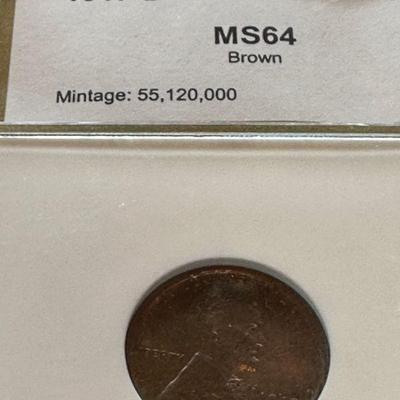 MS64
Brown
Mintage: 55,120,000
LIBERTY